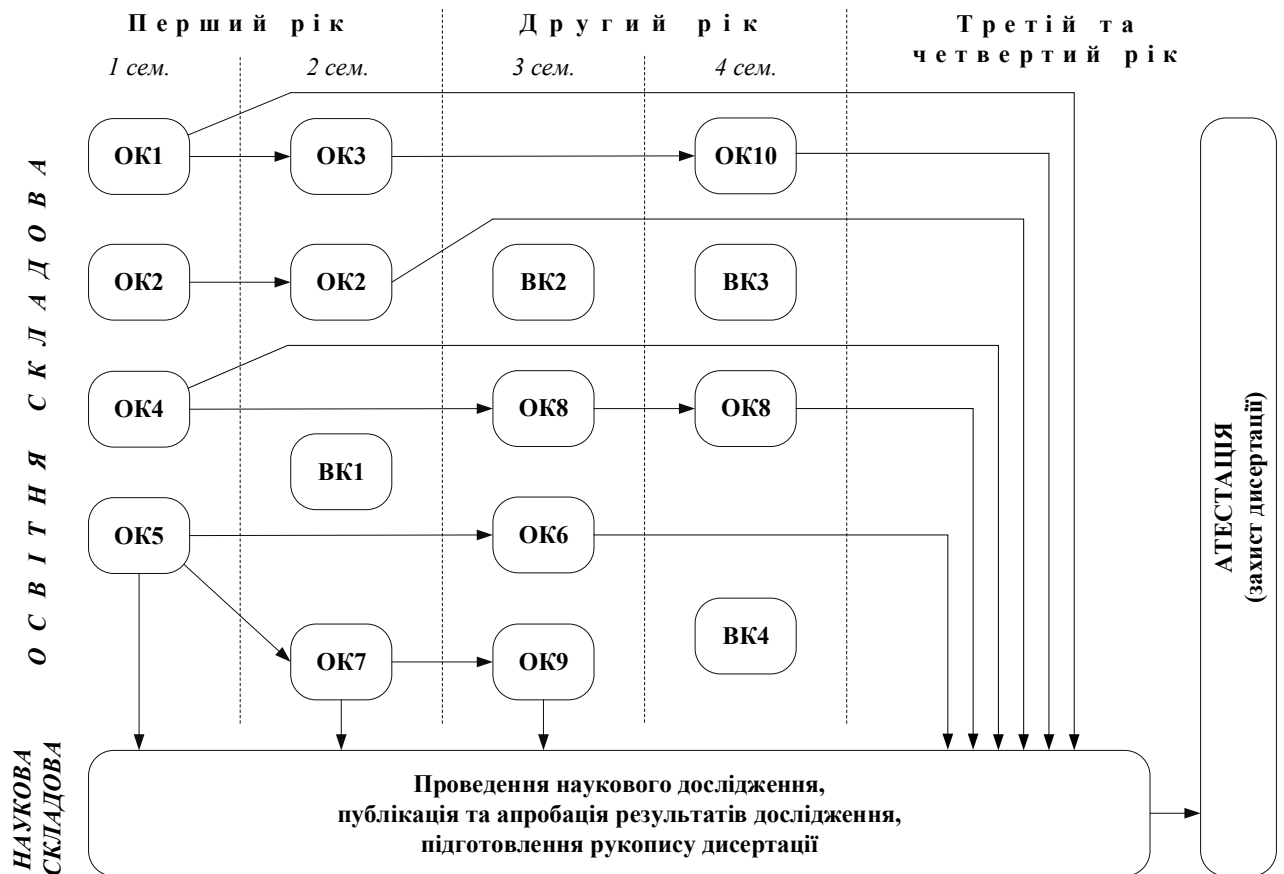 Перший рік
Другий рік
Третій та
четвертий рік
1 сем.
2 сем.
3 сем.
4 сем.
ОСВІТНЯ СКЛАДОВА
ОК1
ОК3
ОК10
ОК2
ОК2
ВК2
ВК3
ОК4
ОК8
ОК8
ВК1
ОК5
ОК6
ВК4
ОК7
ОК9
НАУКОВА
СКЛАДОВА
Проведення наукового дослідження,
публікація та апробація результатів дослідження,
підготовлення рукопису дисертації
АТЕСТАЦІЯ
(захист дисертації)